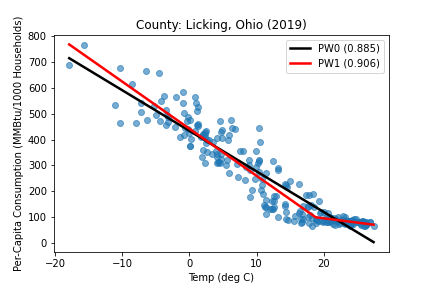 County: Licking, Ohio (2019)
Per-Capita Consumption (MMBtu/1000 Households)
800
700
600
500
400
300
200
100
0
PW0 (0.885)
PW1 (0.906)
−20 −10 0 10 20
Temp (deg C)